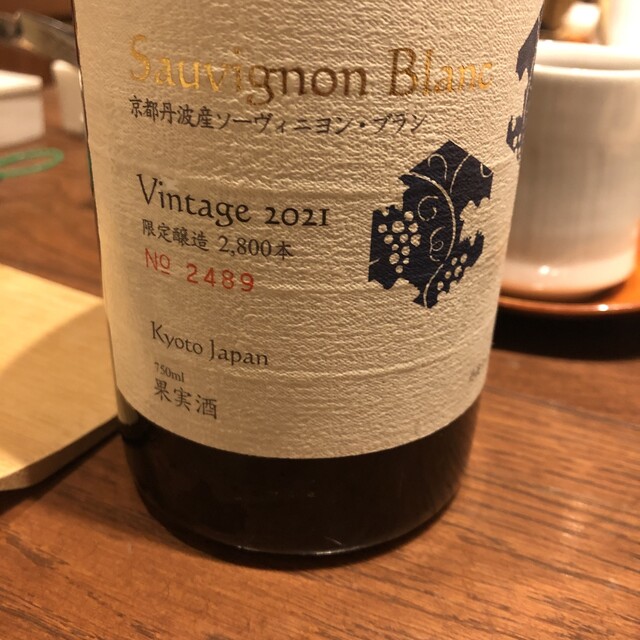 Sauvignon Blanc
京都丹波産ソーヴィニヨン・ブラン
Vintage 2021
限定醸造 2,800本
No 2489
Kyoto Japan
750ml
果実酒